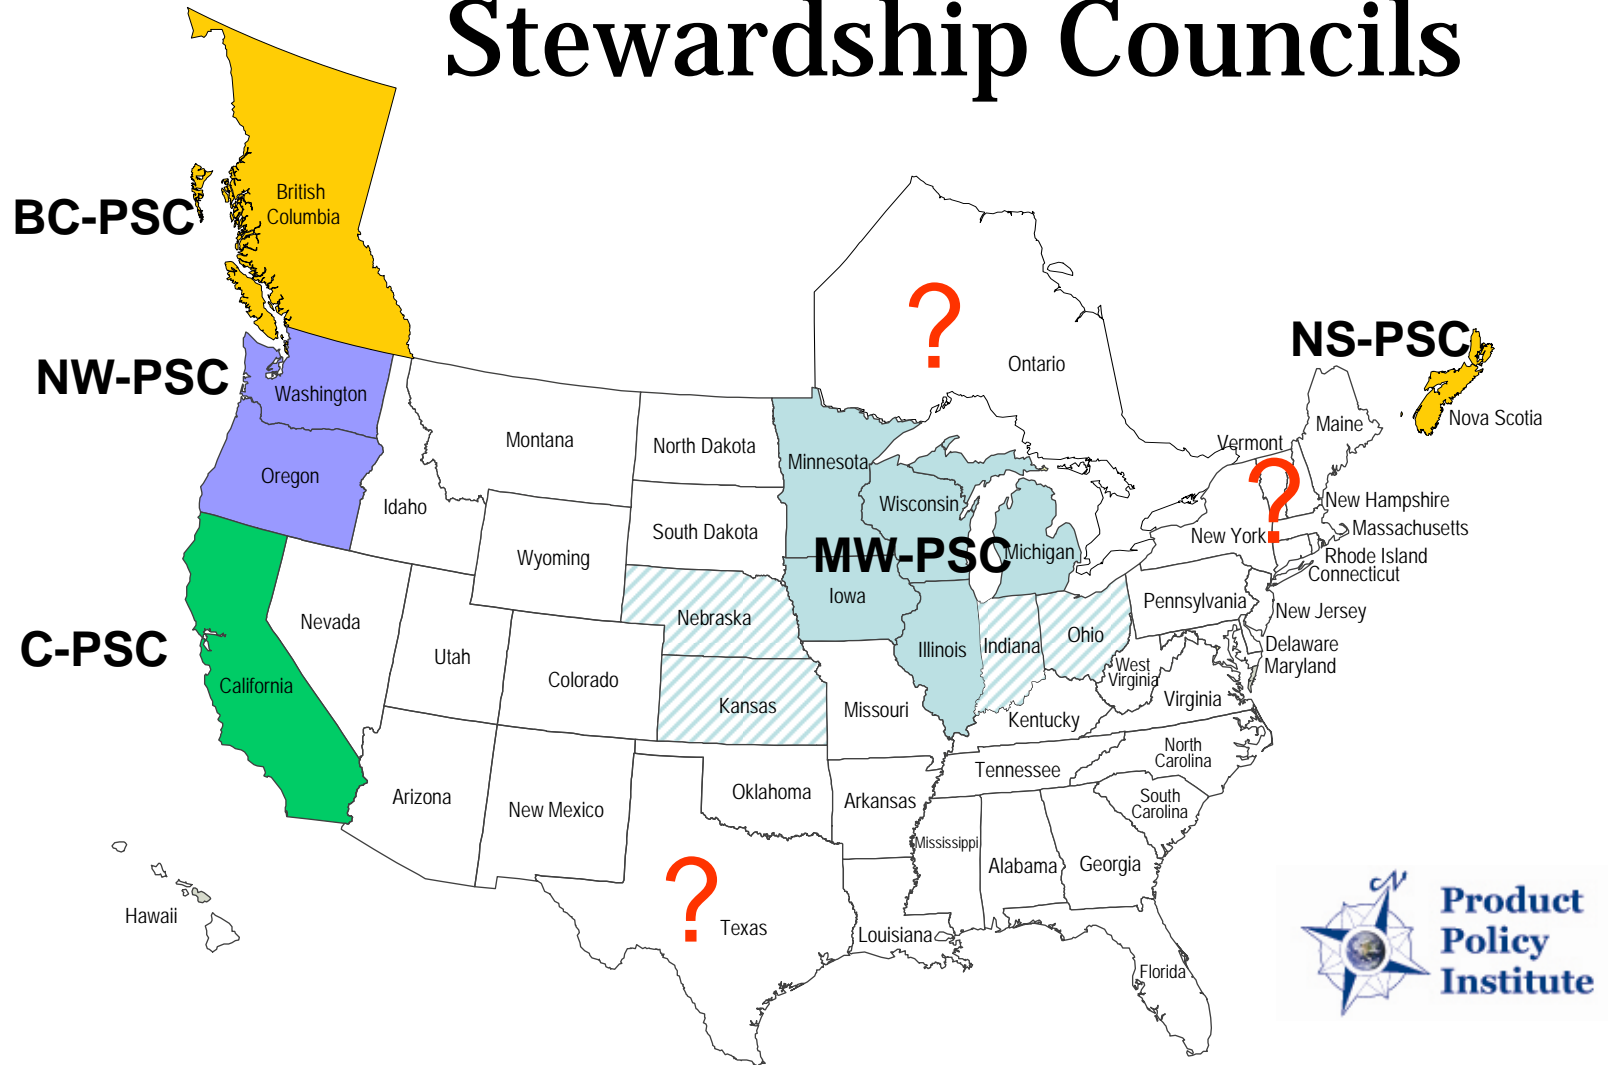 Stewardship Councils
British
Columbia
BC-PSC
?
NS-PSC
Ontario
NW-PSC
Washington
Nova Scotia
Maine
Montana
North Dakota
Vermont
Minnesota
Oregon
?
Idaho
Wisconsin
New Hampshire
South Dakota
Massachusetts
New York
Wyoming
MW-PSC
Michigan
Rhode Island
Connecticut
Iowa
Pennsylvania
New Jersey
Nebraska
Nevada
Ohio
Indiana
Illinois
Delaware
C-PSC
Utah
Maryland
West
Virginia
Colorado
California
Virginia
Kansas
Missouri
Kentucky
North
Carolina
Tennessee
Oklahoma
Arizona
Arkansas
South
Carolina
New Mexico
Mississippi
Alabama
Georgia
?
Hawaii
Texas
Louisiana
Florida
N
Product
Policy
Institute